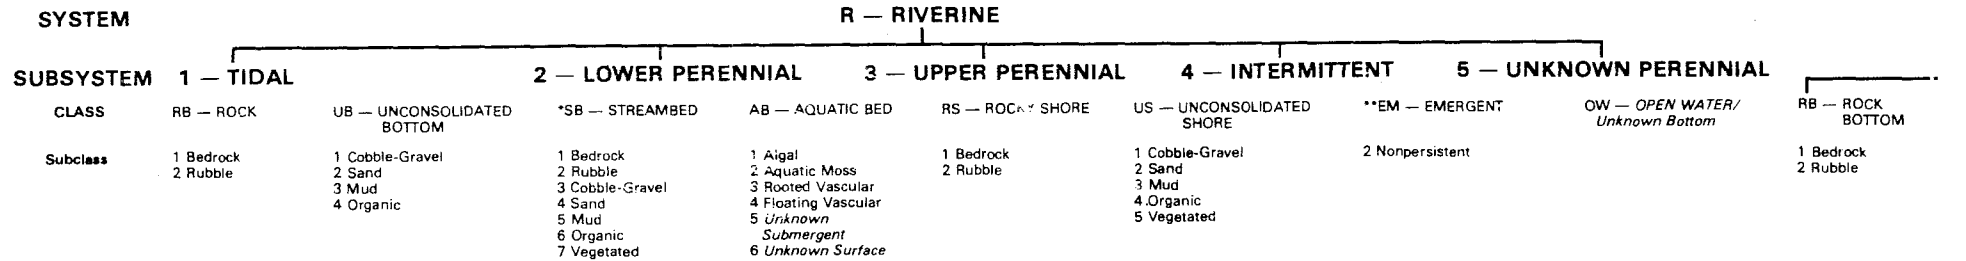 SYSTEM R — RIVERINE
SUBSYSTEM 1 — TIDAL 2 — LOWER PERENNIAL 3 — UPPER PERENNIAL 4 — INTERMITTENT 5 — UNKNOWN PERENNIAL
CLASS RB — ROCK UB — UNCONSOLIDATED *SB — STREAMBED AB — AQUATIC BED RS — ROCKY SHORE US — UNCONSOLIDATED **EM — EMERGENT OW — OPEN WATER/ RB — ROCK
BOTTOM SHORE Unknown Bottom BOTTOM
Subclass 1 Bedrock 1 Cobble-Gravel 1 Bedrock 1 Algal 1 Bedrock 1 Cobble-Gravel 2 Nonpersistent 1 Bedrock
2 Rubble 2 Sand 2 Rubble 2 Aquatic Moss 2 Rubble 2 Sand 2 Rubble
3 Mud 3 Cobble-Gravel 3 Rooted Vascular 3 Mud
4 Organic 4 Sand 4 Floating Vascular 4 Organic
5 Mud 5 Unknown 5 Vegetated
6 Organic Submergent
7 Vegetated 6 Unknown Surface